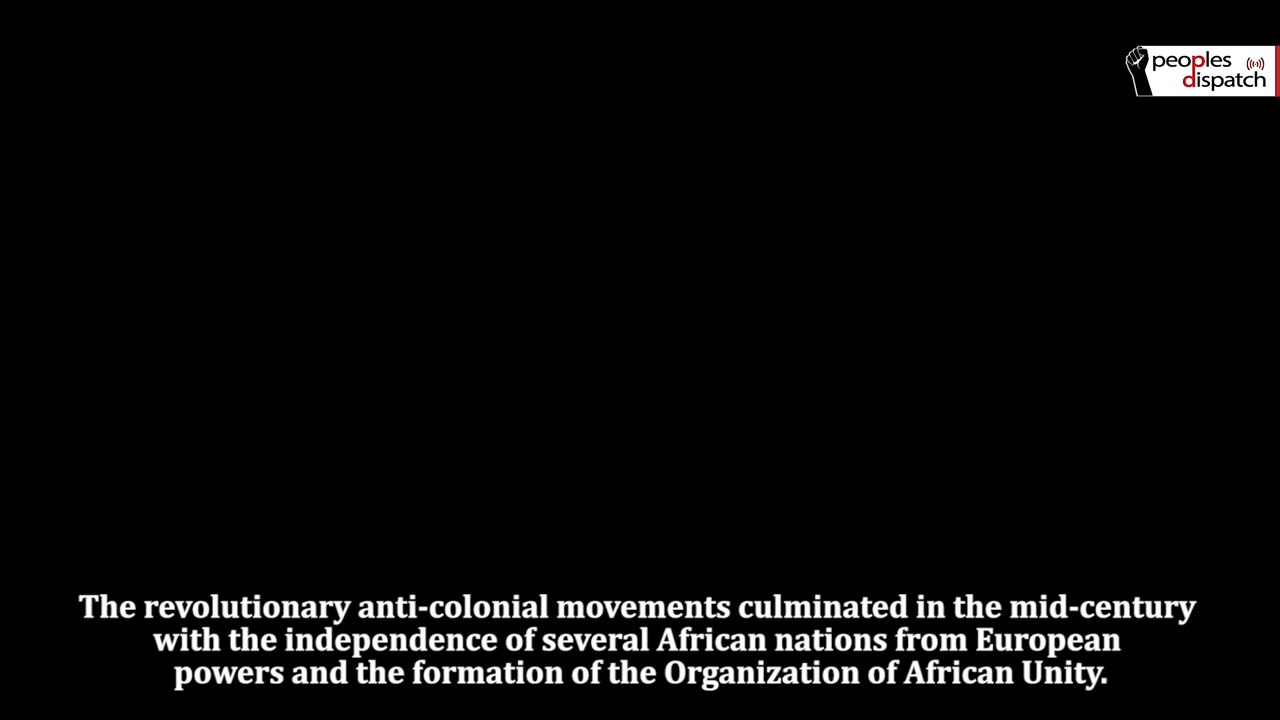 peoples
dispatch
The revolutionary anti-colonial movements culminated in the mid-century
with the independence of several African nations from European
powers and the formation of the Organization of African Unity.